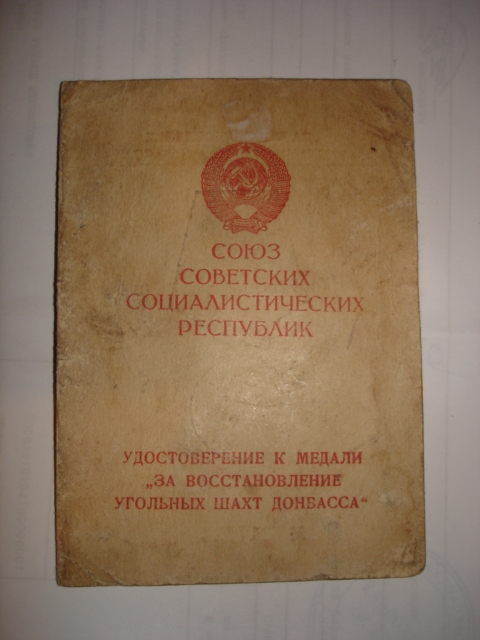 СОЮЗ
СОВЕТСКИХ
СОЦИАЛИСТИЧЕСКИХ
РЕСПУБЛИК
УДОСТОВЕРЕНИЕ К МЕДАЛИ
„ЗА ВОССТАНОВЛЕНИЕ
УГОЛЬНЫХ ШАХТ ДОНБАССА“